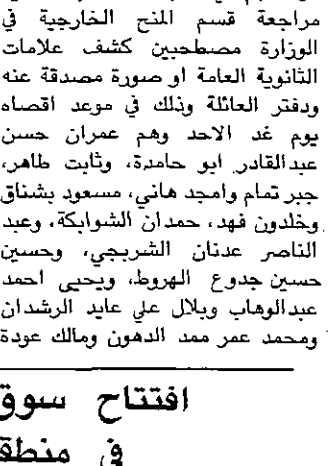 مراجعة قسم المنح الخارجية في
الوزارة مصطحبين كشف علامات
الثانوية العامة او صورة مصدقة عنه
ودفتر العائلة وذلك في موعد اقصاه
يوم غد الاحد وهم عمران حسن
عبدالقادر ابو حامدة، وثابت طاهر،
جبر تمام وامجد هاني، مسعود بشناق
وخلدون فهد، حمدان الشوابكة، وعبد
الناصر عدنان الشربجي، وحسين
حسين جدوع الهروط، ويحيى احمد
عبدالوهاب وبلال علي عايد الرشدان
ومحمد عمر ممد الدهون ومالك عودة
افتتاح سوق
في منطقة